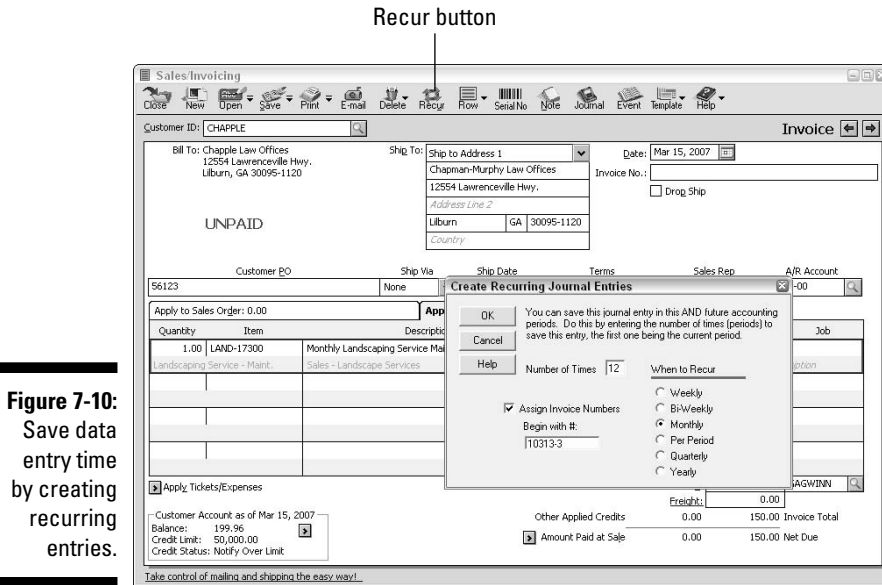 Recur button
Sales/Invoicing
Close New Open Save Print E-mail Delete Recur Row Serial No Note Journal Event Template Help
Customer ID: CHAPPLE
Invoice
Bill To: Chapple Law Offices
12554 Lawrenceville Hwy.
Lilburn, GA 30095-1120
UNPAID
Ship To: Ship to Address 1
Chapman-Murphy Law Offices
12554 Lawrenceville Hwy.
Address Line 2
Lilburn GA 30095-1120
Country
Date: Mar 15, 2007
Invoice No.:
Drop Ship
Customer PO Ship Via Ship Date Terms Sales Rep A/R Account
56123 None -00
Apply to Sales Order: 0.00 App
Quantity Item Descriptio Job
1.00 LAND-17300 Monthly Landscaping Service Mai
Landscaping Service - Maint. Sales - Landscape Services ption
Create Recurring Journal Entries
OK
Cancel
Help
You can save this journal entry in this AND future accounting
periods. Do this by entering the number of times (periods) to
save this entry, the first one being the current period.
Number of Times 12
When to Recur
Weekly
Bi-Weekly
Monthly
Per Period
Quarterly
Yearly
Assign Invoice Numbers
Begin with #:
10313-3
Apply Tickets/Expenses
GAGWINN
Freight: 0.00
Customer Account as of Mar 15, 2007
Balance: 199.96
Credit Limit: 50,000.00
Credit Status: Notify Over Limit
Other Applied Credits 0.00 150.00 Invoice Total
Amount Paid at Sale 0.00 150.00 Net Due
Take control of mailing and shipping the easy way!
Figure 7-10:
Save data
entry time
by creating
recurring
entries.